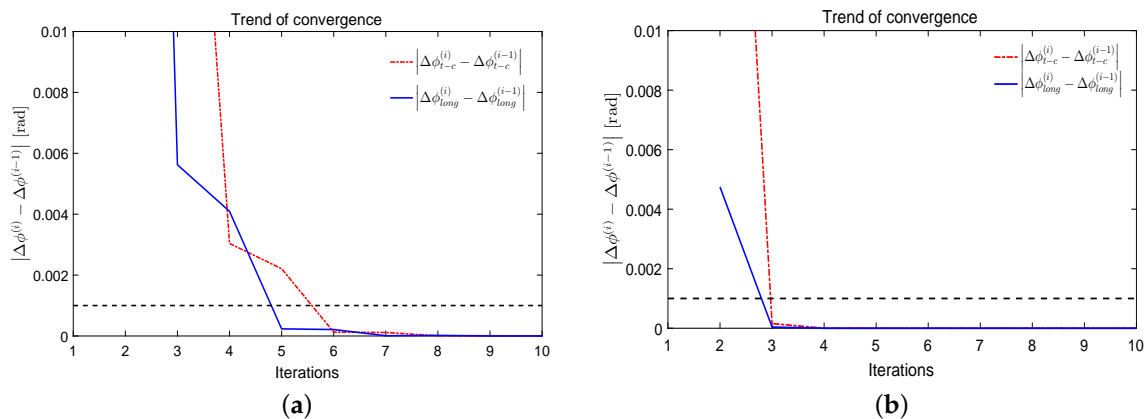 Trend of convergence
|Δϕ^{(i)} − Δϕ^{(i−1)}| [rad]
0.01
0.008
0.006
0.004
0.002
0
|Δϕ_{t−c}^{(i)} − Δϕ_{t−c}^{(i−1)}|
|Δϕ_{long}^{(i)} − Δϕ_{long}^{(i−1)}|
1 2 3 4 5 6 7 8 9 10
Iterations
(a)
Trend of convergence
|Δϕ^{(i)} − Δϕ^{(i−1)}| [rad]
0.01
0.008
0.006
0.004
0.002
0
|Δϕ_{t−c}^{(i)} − Δϕ_{t−c}^{(i−1)}|
|Δϕ_{long}^{(i)} − Δϕ_{long}^{(i−1)}|
1 2 3 4 5 6 7 8 9 10
Iterations
(b)